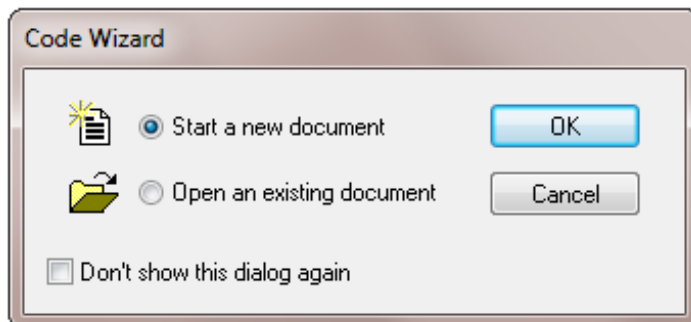 Code Wizard
Start a new document
OK
Open an existing document
Cancel
Don't show this dialog again